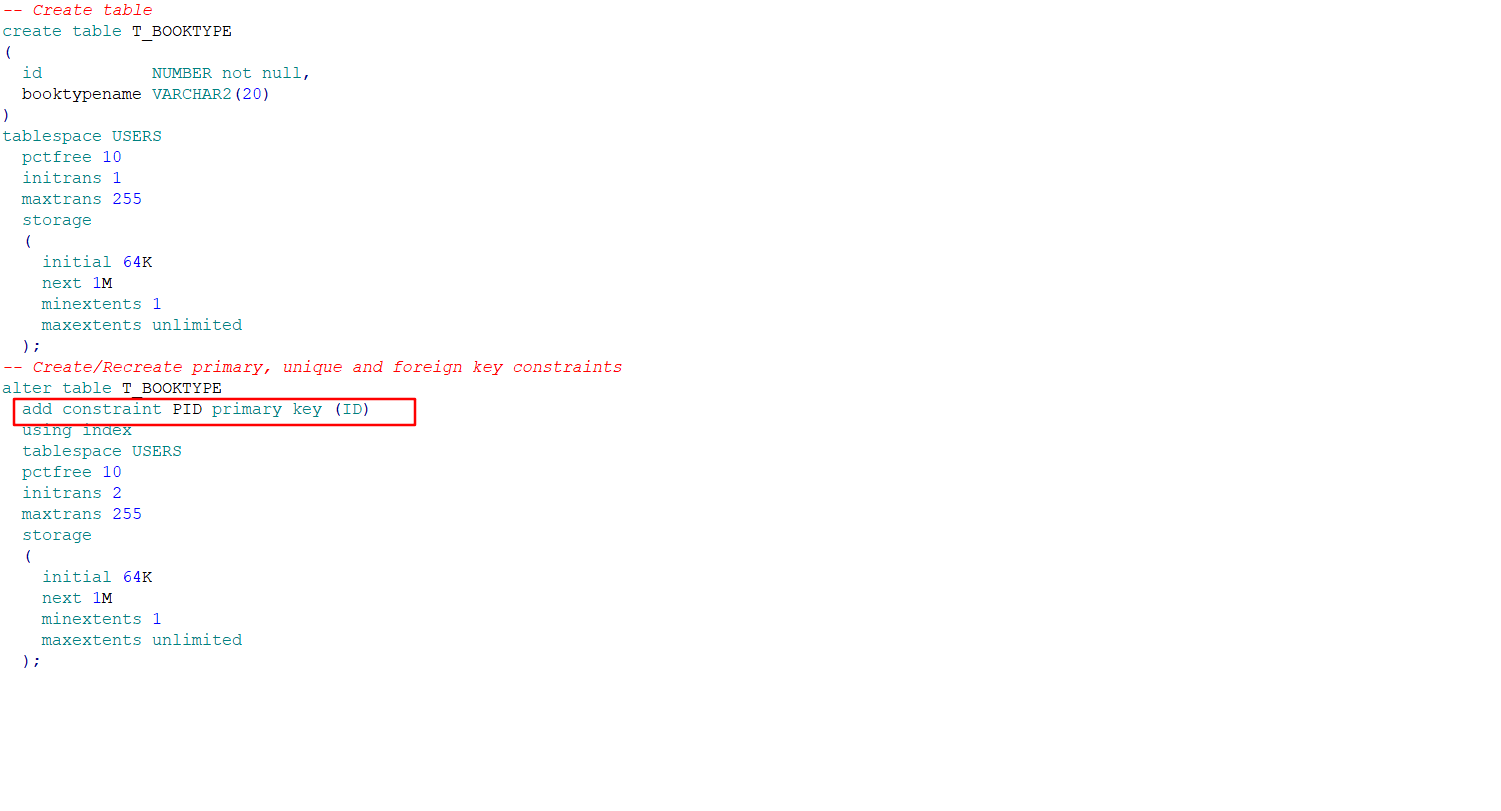 -- Create table
create table T_BOOKTYPE
(
  id           NUMBER not null,
  booktypename VARCHAR2(20)
)
tablespace USERS
  pctfree 10
  initrans 1
  maxtrans 255
  storage
  (
    initial 64K
    next 1M
    minextents 1
    maxextents unlimited
  );
-- Create/Recreate primary, unique and foreign key constraints
alter table T_BOOKTYPE
  add constraint PID primary key (ID)
  using index
  tablespace USERS
  pctfree 10
  initrans 2
  maxtrans 255
  storage
  (
    initial 64K
    next 1M
    minextents 1
    maxextents unlimited
  );